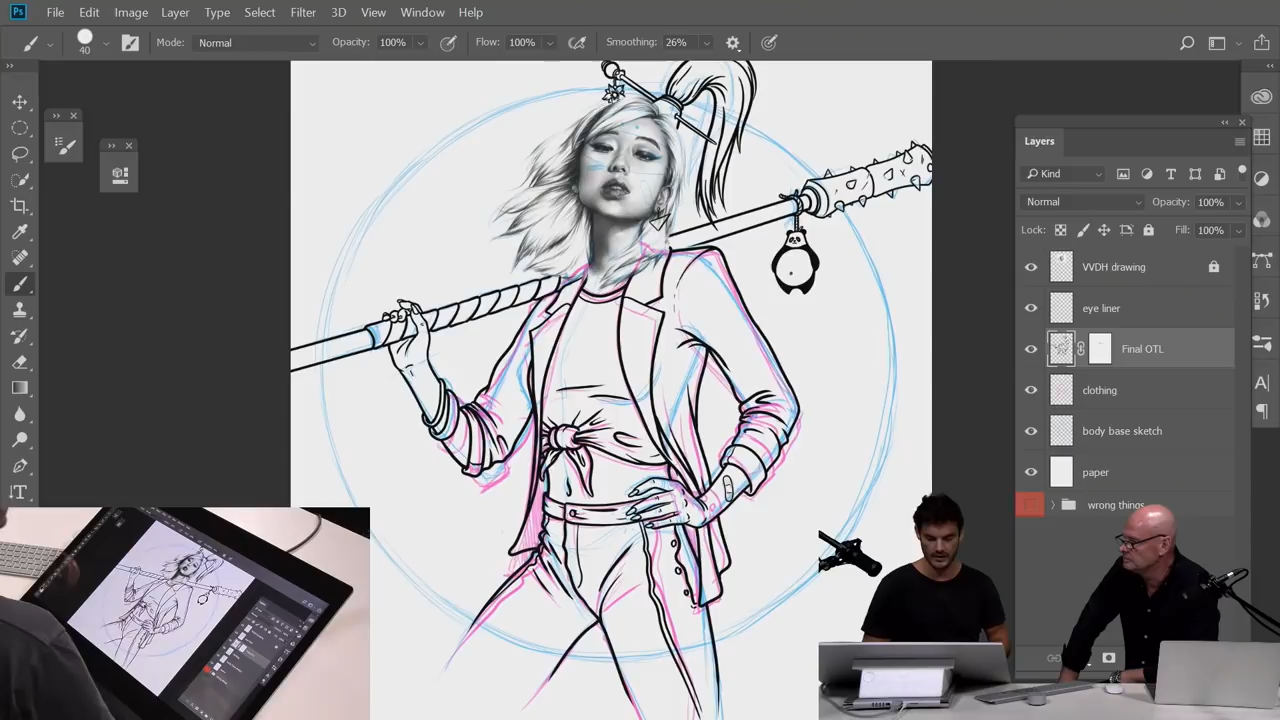 Ps File Edit Image Layer Type Select Filter 3D View Window Help
40 Mode: Normal Opacity: 100% Flow: 100% Smoothing: 26%
Layers
Kind
Normal Opacity: 100%
Lock: Fill: 100%
VVDH drawing
eye liner
Final OTL
clothing
body base sketch
paper
wrong things